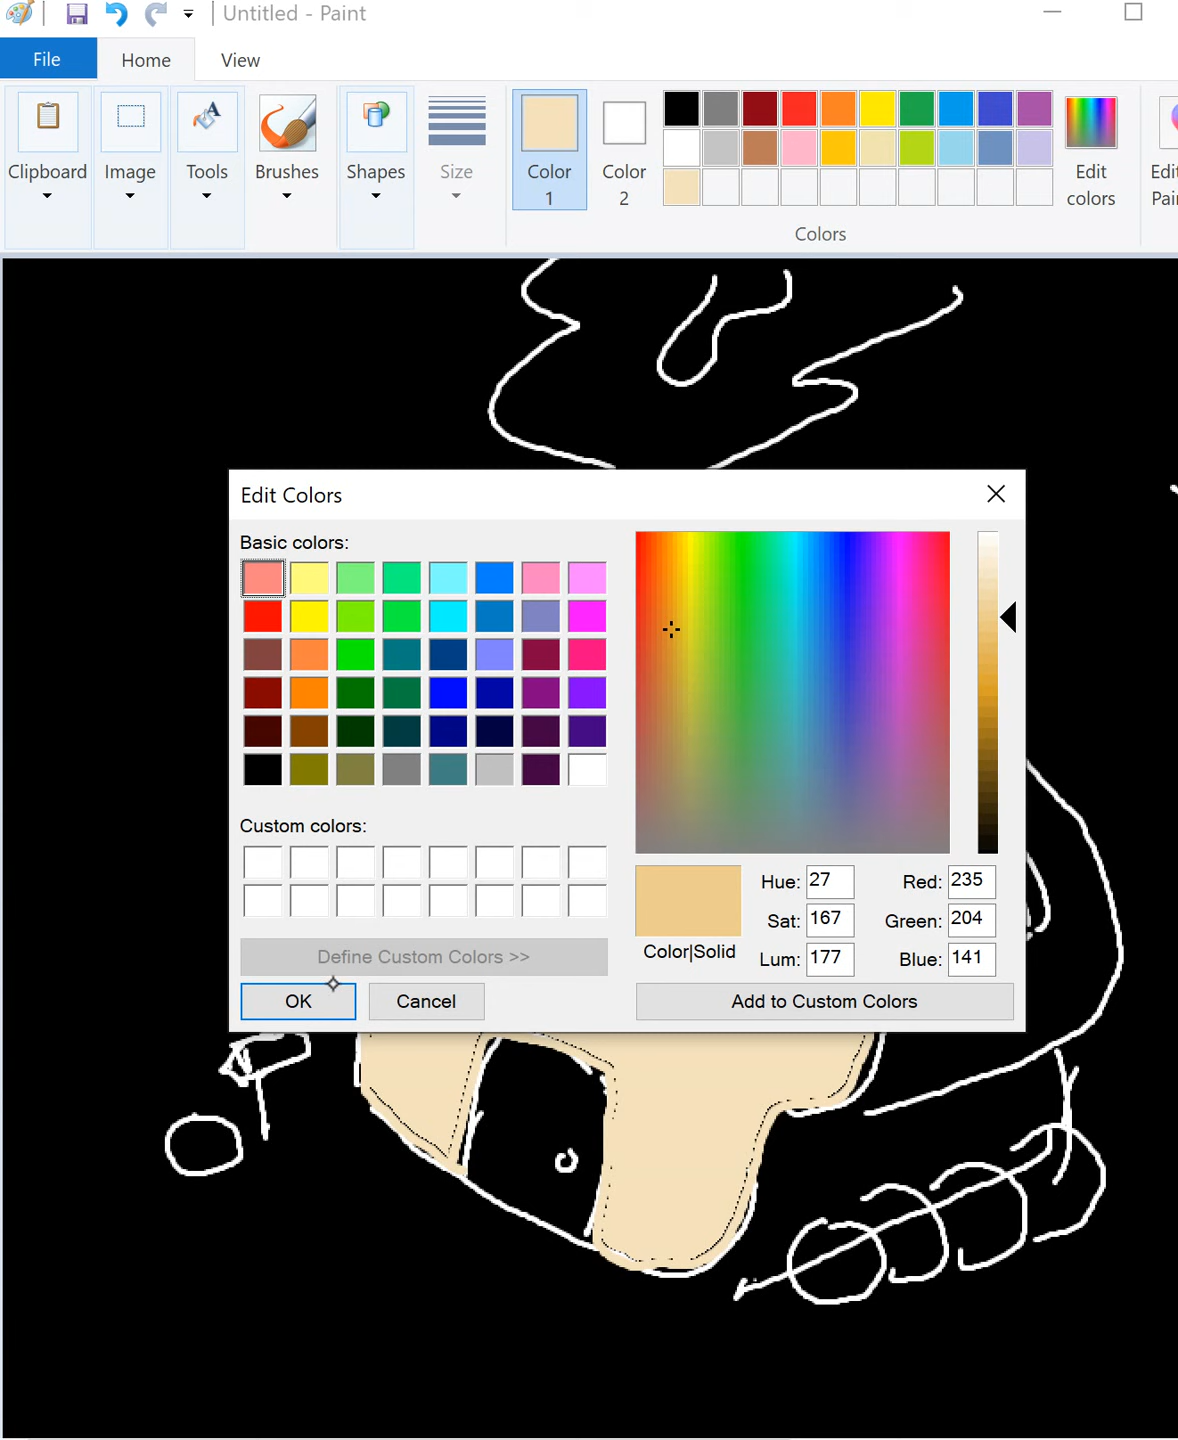 Untitled - Paint
File Home View
Clipboard Image Tools Brushes Shapes Size Color 1 Color 2 Edit colors
Colors
Edit Colors
Basic colors:
Custom colors:
Hue: 27 Red: 235
Sat: 167 Green: 204
Color|Solid Lum: 177 Blue: 141
Define Custom Colors >>
OK Cancel Add to Custom Colors